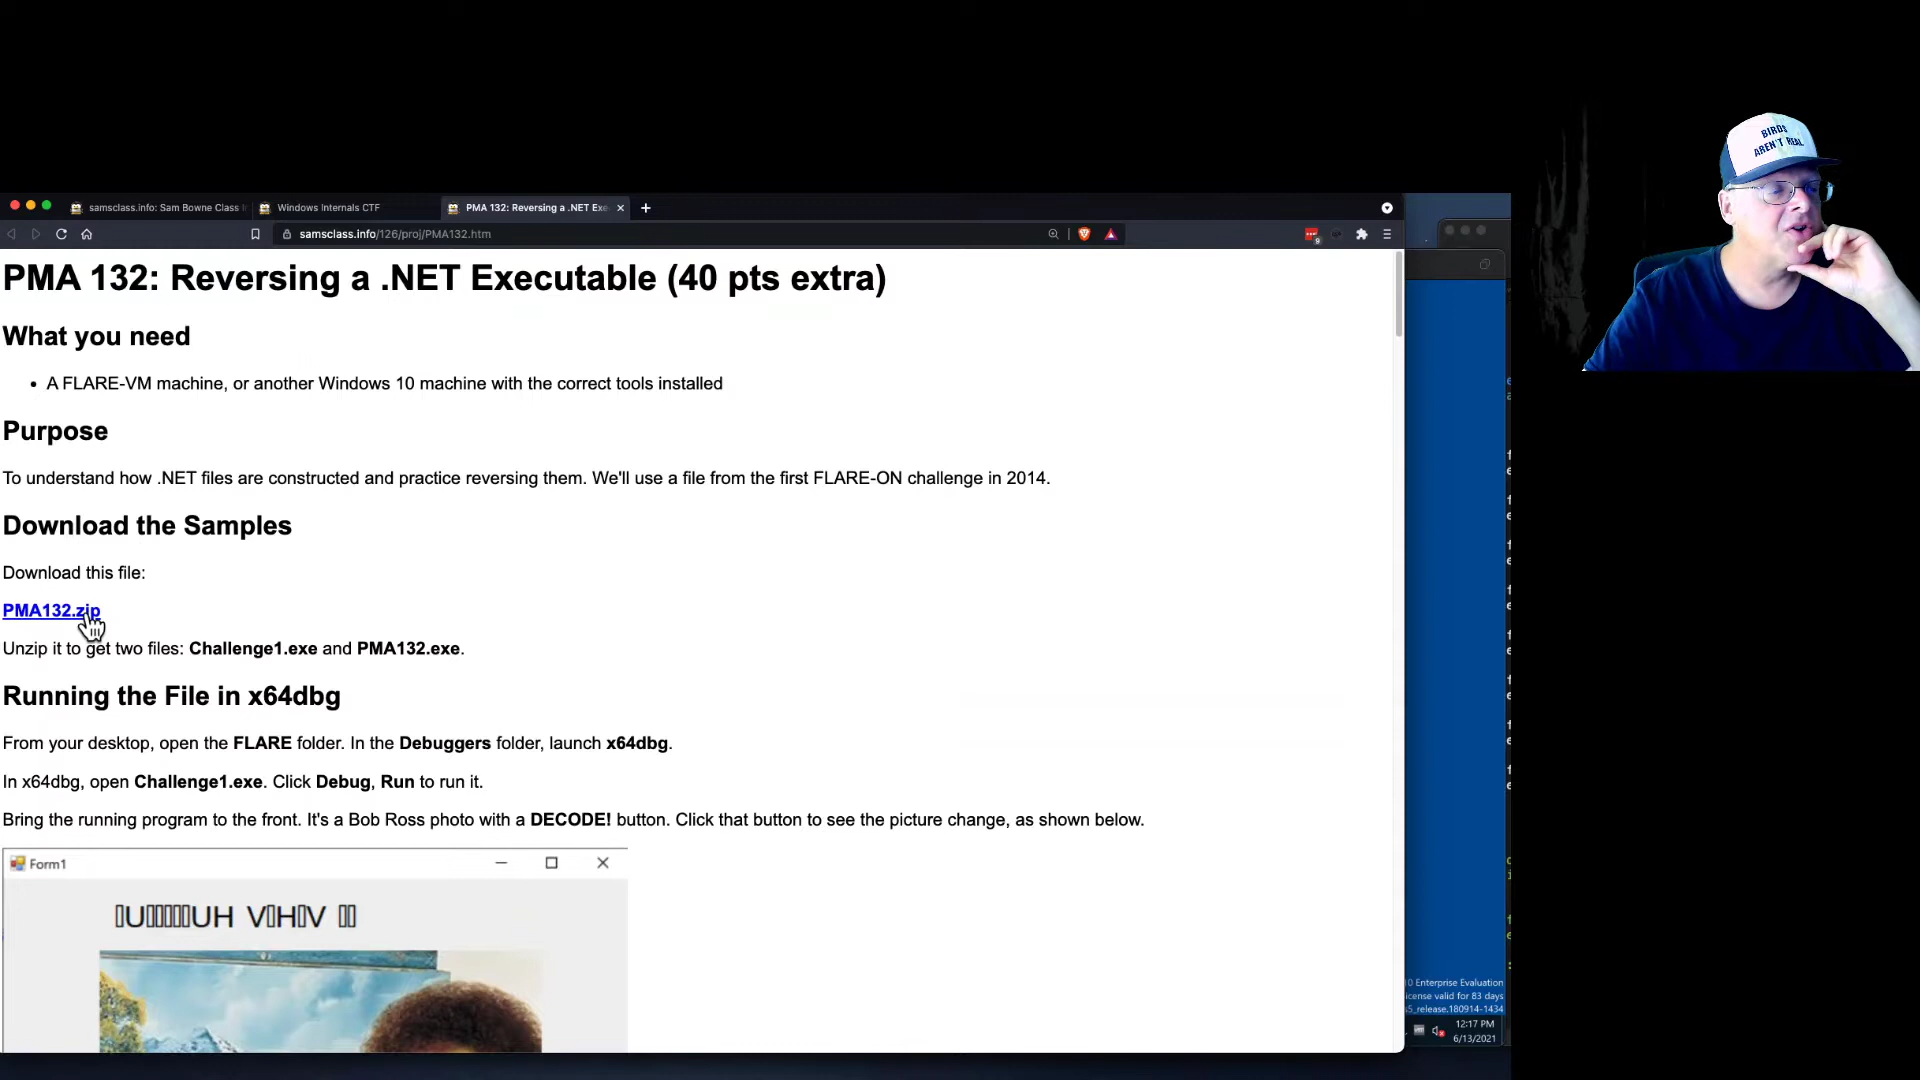 BIRDS
AREN'T REAL
samsclass.info: Sam Bowne Class I
Windows Internals CTF
PMA 132: Reversing a .NET Exe
samsclass.info/126/proj/PMA132.htm
PMA 132: Reversing a .NET Executable (40 pts extra)
What you need
• A FLARE-VM machine, or another Windows 10 machine with the correct tools installed
Purpose
To understand how .NET files are constructed and practice reversing them. We'll use a file from the first FLARE-ON challenge in 2014.
Download the Samples
Download this file:
PMA132.zip
Unzip it to get two files: Challenge1.exe and PMA132.exe.
Running the File in x64dbg
From your desktop, open the FLARE folder. In the Debuggers folder, launch x64dbg.
In x64dbg, open Challenge1.exe. Click Debug, Run to run it.
Bring the running program to the front. It's a Bob Ross photo with a DECODE! button. Click that button to see the picture change, as shown below.
Form1
0 Enterprise Evaluation
icense valid for 83 days
s5_release.180914-1434
12:17 PM
6/13/2021